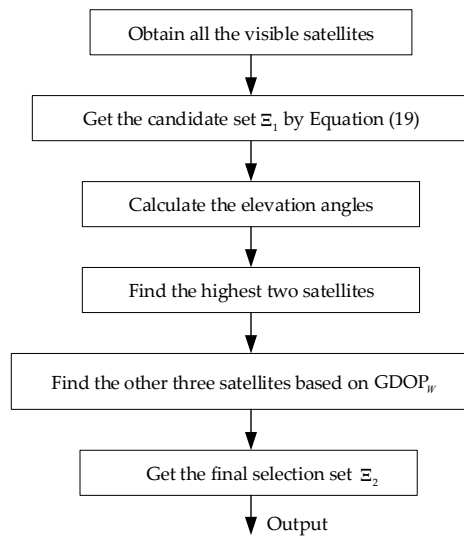 Obtain all the visible satellites
Get the candidate set Ξ₁ by Equation (19)
Calculate the elevation angles
Find the highest two satellites
Find the other three satellites based on GDOP_W
Get the final selection set Ξ₂
Output